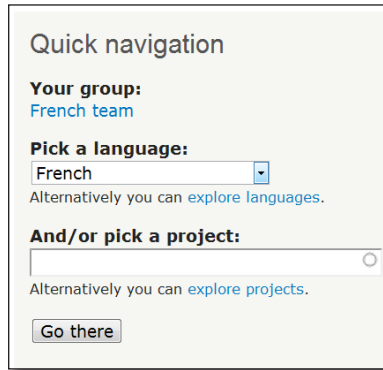 Quick navigation
Your group:
French team
Pick a language:
French
Alternatively you can explore languages.
And/or pick a project:
Alternatively you can explore projects.
Go there